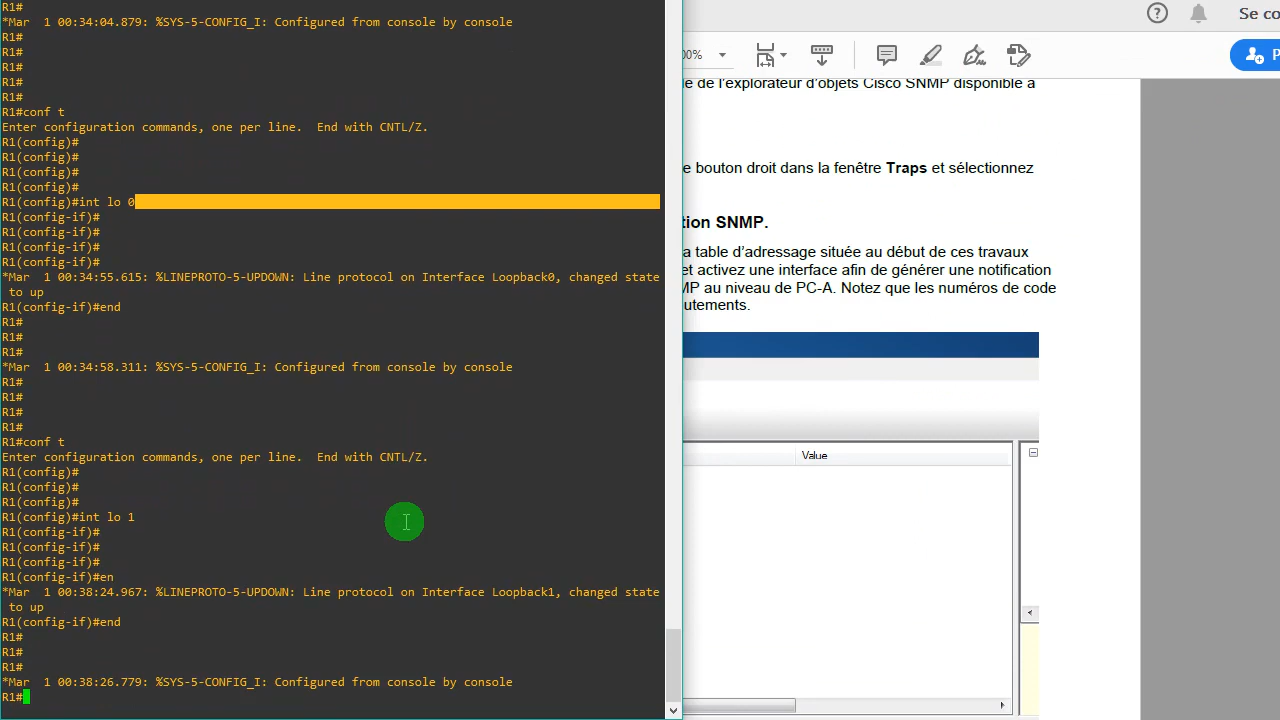 R1#
*Mar  1 00:34:04.879: %SYS-5-CONFIG_I: Configured from console by console
R1#
R1#
R1#
R1#
R1#
R1#conf t
Enter configuration commands, one per line.  End with CNTL/Z.
R1(config)#
R1(config)#
R1(config)#
R1(config)#
R1(config)#int lo 0
R1(config-if)#
R1(config-if)#
R1(config-if)#
R1(config-if)#
*Mar  1 00:34:55.615: %LINEPROTO-5-UPDOWN: Line protocol on Interface Loopback0, changed state
to up
R1(config-if)#end
R1#
R1#
R1#
*Mar  1 00:34:58.311: %SYS-5-CONFIG_I: Configured from console by console
R1#
R1#
R1#
R1#
R1#conf t
Enter configuration commands, one per line.  End with CNTL/Z.
R1(config)#
R1(config)#
R1(config)#
R1(config)#int lo 1
R1(config-if)#
R1(config-if)#
R1(config-if)#
R1(config-if)#en
*Mar  1 00:38:24.967: %LINEPROTO-5-UPDOWN: Line protocol on Interface Loopback1, changed state
to up
R1(config-if)#end
R1#
R1#
R1#
*Mar  1 00:38:26.779: %SYS-5-CONFIG_I: Configured from console by console
R1#
Se co
00%
P
le de l'explorateur d'objets Cisco SNMP disponible à
e bouton droit dans la fenêtre Traps et sélectionnez
tion SNMP.
a table d'adressage située au début de ces travaux
et activez une interface afin de générer une notification
MP au niveau de PC-A. Notez que les numéros de code
outements.
Value